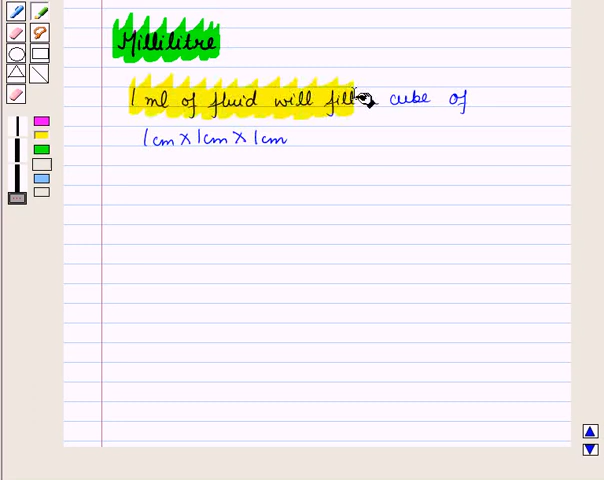 Millilitre
1 ml of fluid will fill cube of
1cm × 1cm × 1cm